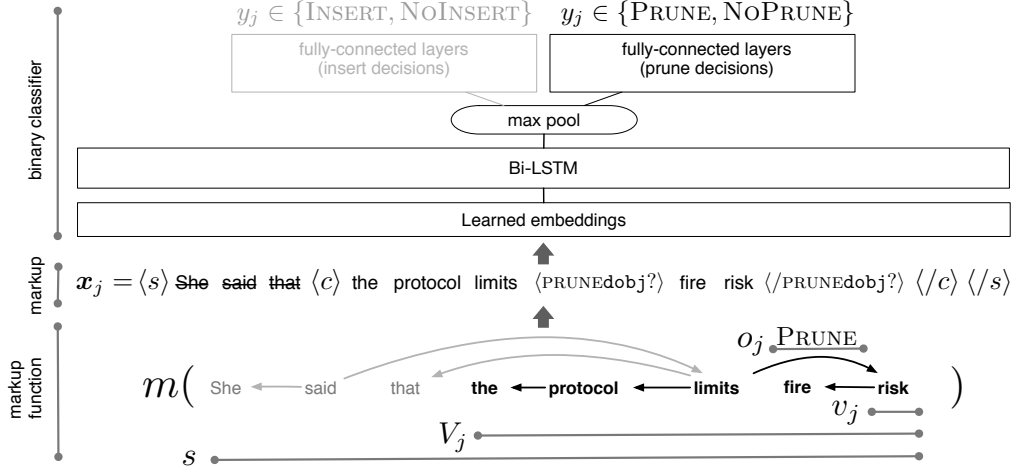 y_j ∈ {INSERT, NOINSERT} y_j ∈ {PRUNE, NOPRUNE}
fully-connected layers
(insert decisions)
fully-connected layers
(prune decisions)
max pool
Bi-LSTM
Learned embeddings
binary classifier
x_j = ⟨s⟩ She said that ⟨c⟩ the protocol limits ⟨PRUNEdobj?⟩ fire risk ⟨/PRUNEdobj?⟩ ⟨/c⟩ ⟨/s⟩
markup
o_j PRUNE
m( She said that the protocol limits fire risk )
v_j
V_j
s
markup
function